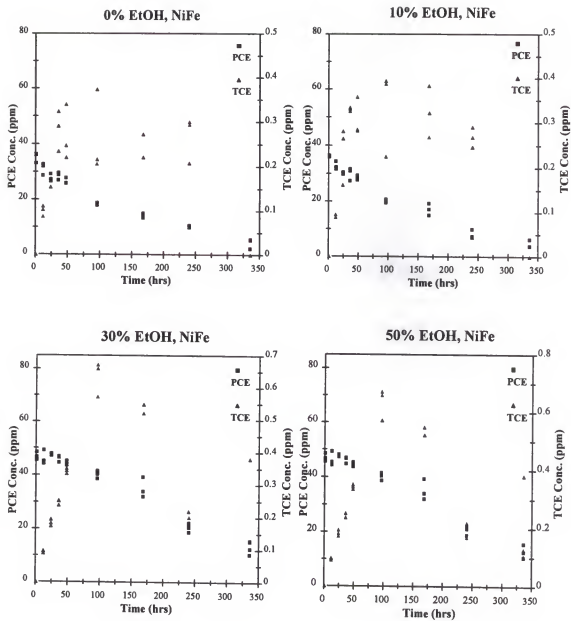 0% EtOH, NiFe
80
60
40
20
0
PCE Conc. (ppm)
0.5
0.4
0.3
0.2
0.1
0
TCE Conc. (ppm)
PCE
TCE
0 50 100 150 200 250 300 350
Time (hrs)
10% EtOH, NiFe
80
60
40
20
0
PCE Conc. (ppm)
0.5
0.4
0.3
0.2
0.1
0
TCE Conc. (ppm)
PCE
TCE
0 50 100 150 200 250 300 350
Time (hrs)
30% EtOH, NiFe
80
60
40
20
0
PCE Conc. (ppm)
0.7
0.6
0.5
0.4
0.3
0.2
0.1
0
TCE Conc. (ppm)
PCE
TCE
0 50 100 150 200 250 300 350
Time (hrs)
50% EtOH, NiFe
80
60
40
20
0
PCE Conc. (ppm)
0.8
0.6
0.4
0.2
0
TCE Conc. (ppm)
PCE
TCE
0 50 100 150 200 250 300 350
Time (hrs)